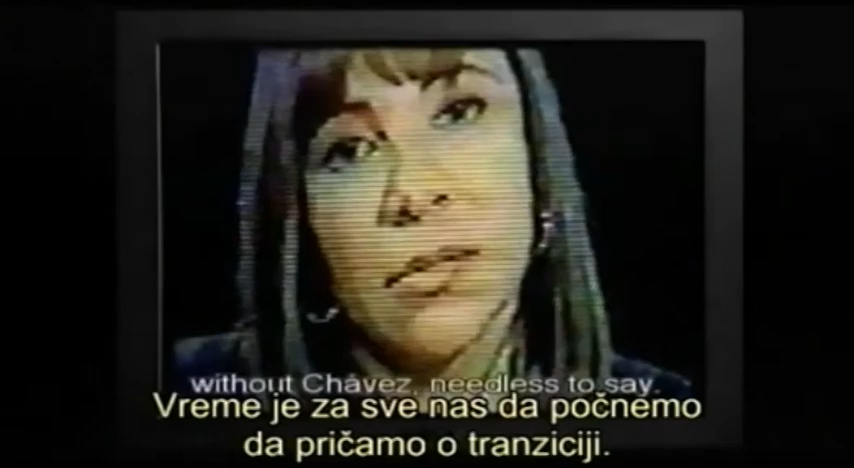 without Chávez, needless to say.
Vreme je za sve nas da počnemo
da pričamo o tranziciji.